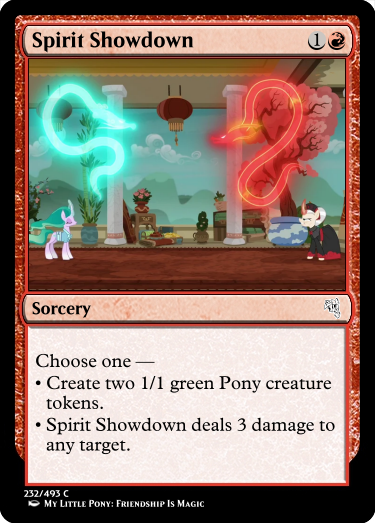 Spirit Showdown 1
Sorcery
Choose one —
• Create two 1/1 green Pony creature
tokens.
• Spirit Showdown deals 3 damage to
any target.
232/493 C
My Little Pony: Friendship Is Magic